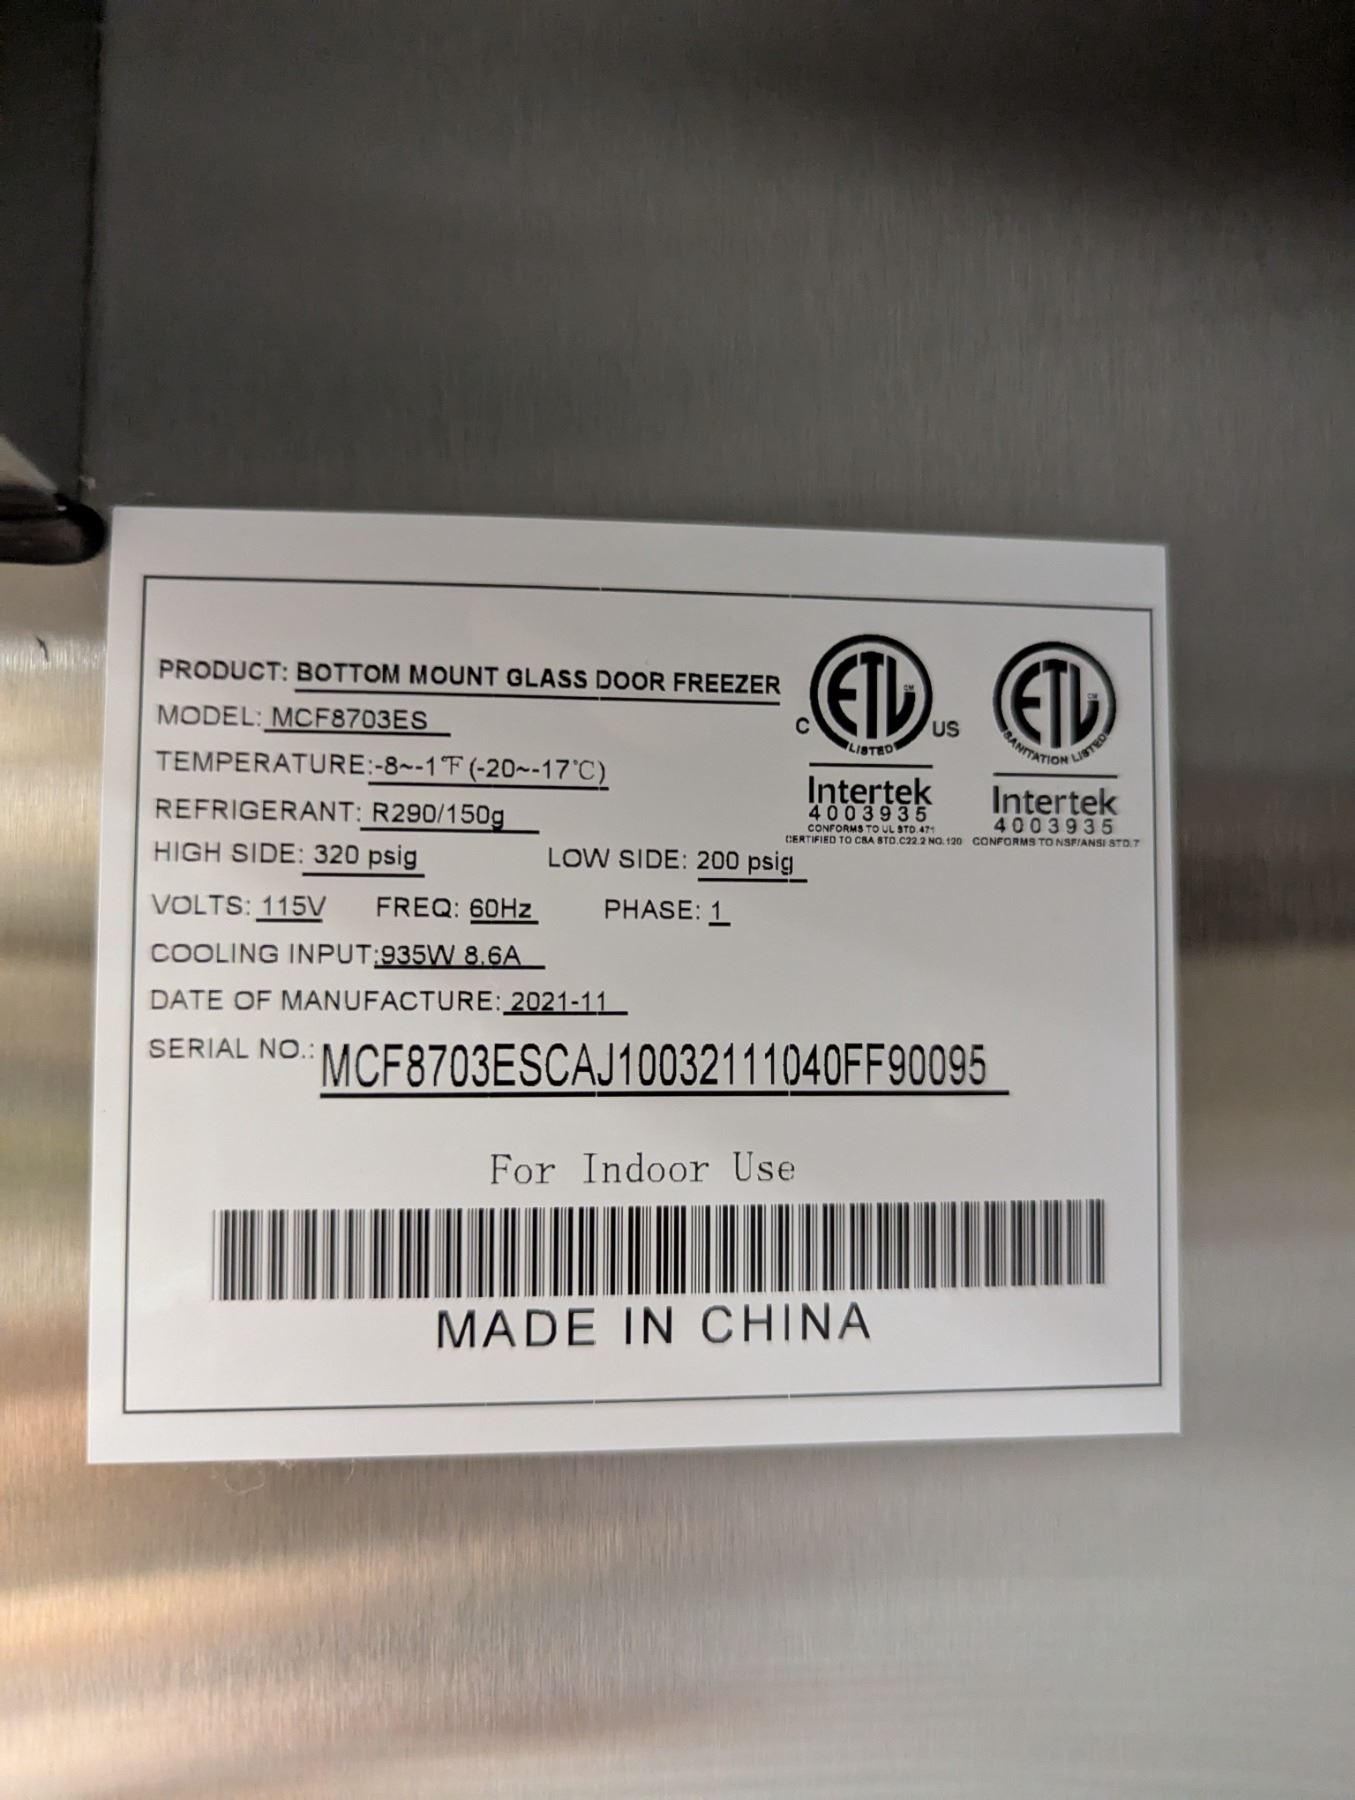 PRODUCT: BOTTOM MOUNT GLASS DOOR FREEZER
MODEL: MCF8703ES
TEMPERATURE:-8~-1℉(-20~-17℃)
REFRIGERANT: R290/150g
HIGH SIDE: 320 psig LOW SIDE: 200 psig
VOLTS: 115V FREQ: 60Hz PHASE: 1
COOLING INPUT:935W 8.6A
DATE OF MANUFACTURE: 2021-11
SERIAL NO.: MCF8703ESCAJ10032111040FF90095
C ETL CM US
LISTED
Intertek
4003935
CONFORMS TO UL STD.471
CERTIFIED TO CSA STD.C22.2 NO.120
ETL CM
SANITATION LISTED
Intertek
4003935
CONFORMS TO NSF/ANSI STD.7
For Indoor Use
MADE IN CHINA